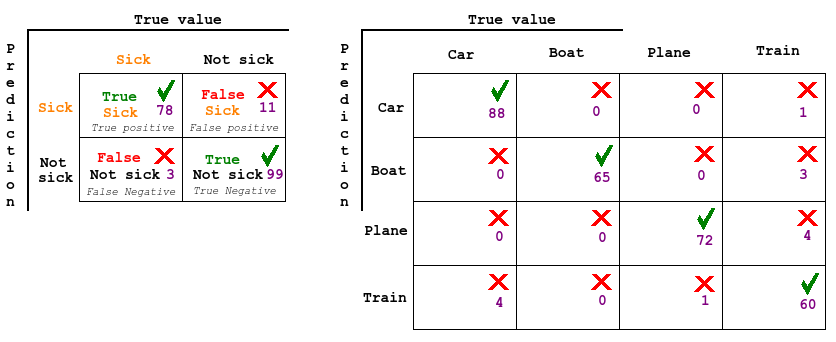 True value
Prediction
Sick Not sick
Sick
True
Sick 78
True positive
False
Sick 11
False positive
Not
sick
False
Not sick 3
False Negative
True
Not sick 99
True Negative
True value
Prediction
Car Boat Plane Train
Car 88 0 0 1
Boat 0 65 0 3
Plane 0 0 72 4
Train 4 0 1 60